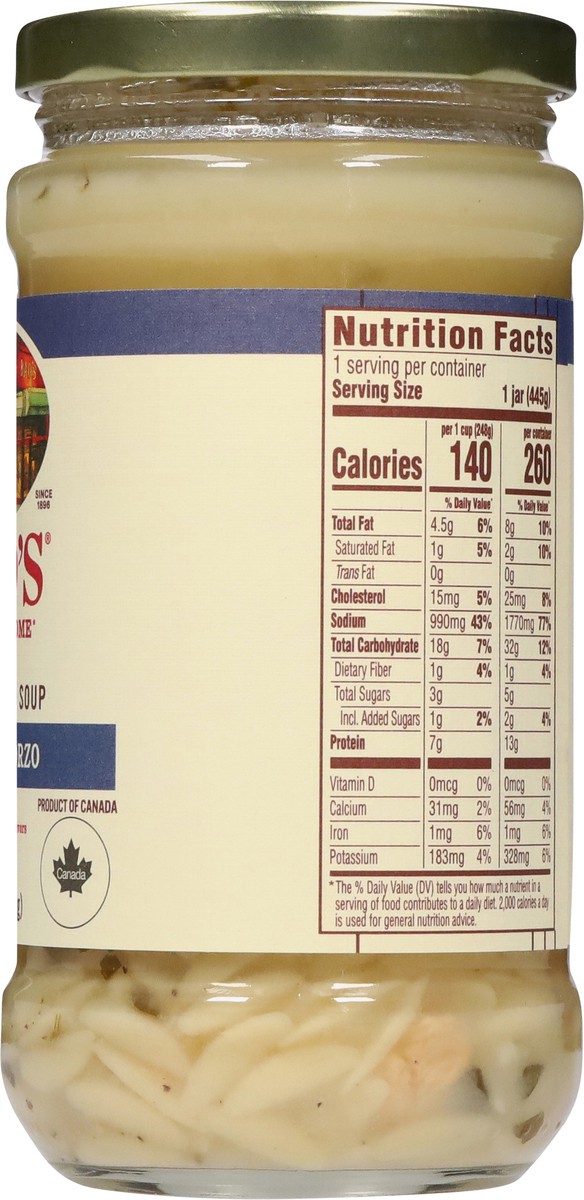 SINCE
1896
'S®
OME®
SOUP
RZO
PRODUCT OF CANADA
Canada
g)
Nutrition Facts
1 serving per container
Serving Size 1 jar (445g)
per 1 cup (248g) per container
Calories 140 260
% Daily Value* % Daily Value*
Total Fat 4.5g 6% 8g 10%
Saturated Fat 1g 5% 2g 10%
Trans Fat 0g 0g
Cholesterol 15mg 5% 25mg 8%
Sodium 990mg 43% 1770mg 77%
Total Carbohydrate 18g 7% 32g 12%
Dietary Fiber 1g 4% 1g 4%
Total Sugars 3g 5g
Incl. Added Sugars 1g 2% 2g 4%
Protein 7g 13g
Vitamin D 0mcg 0% 0mcg 0%
Calcium 31mg 2% 56mg 4%
Iron 1mg 6% 1mg 6%
Potassium 183mg 4% 328mg 6%
*The % Daily Value (DV) tells you how much a nutrient in a
serving of food contributes to a daily diet. 2,000 calories a day
is used for general nutrition advice.